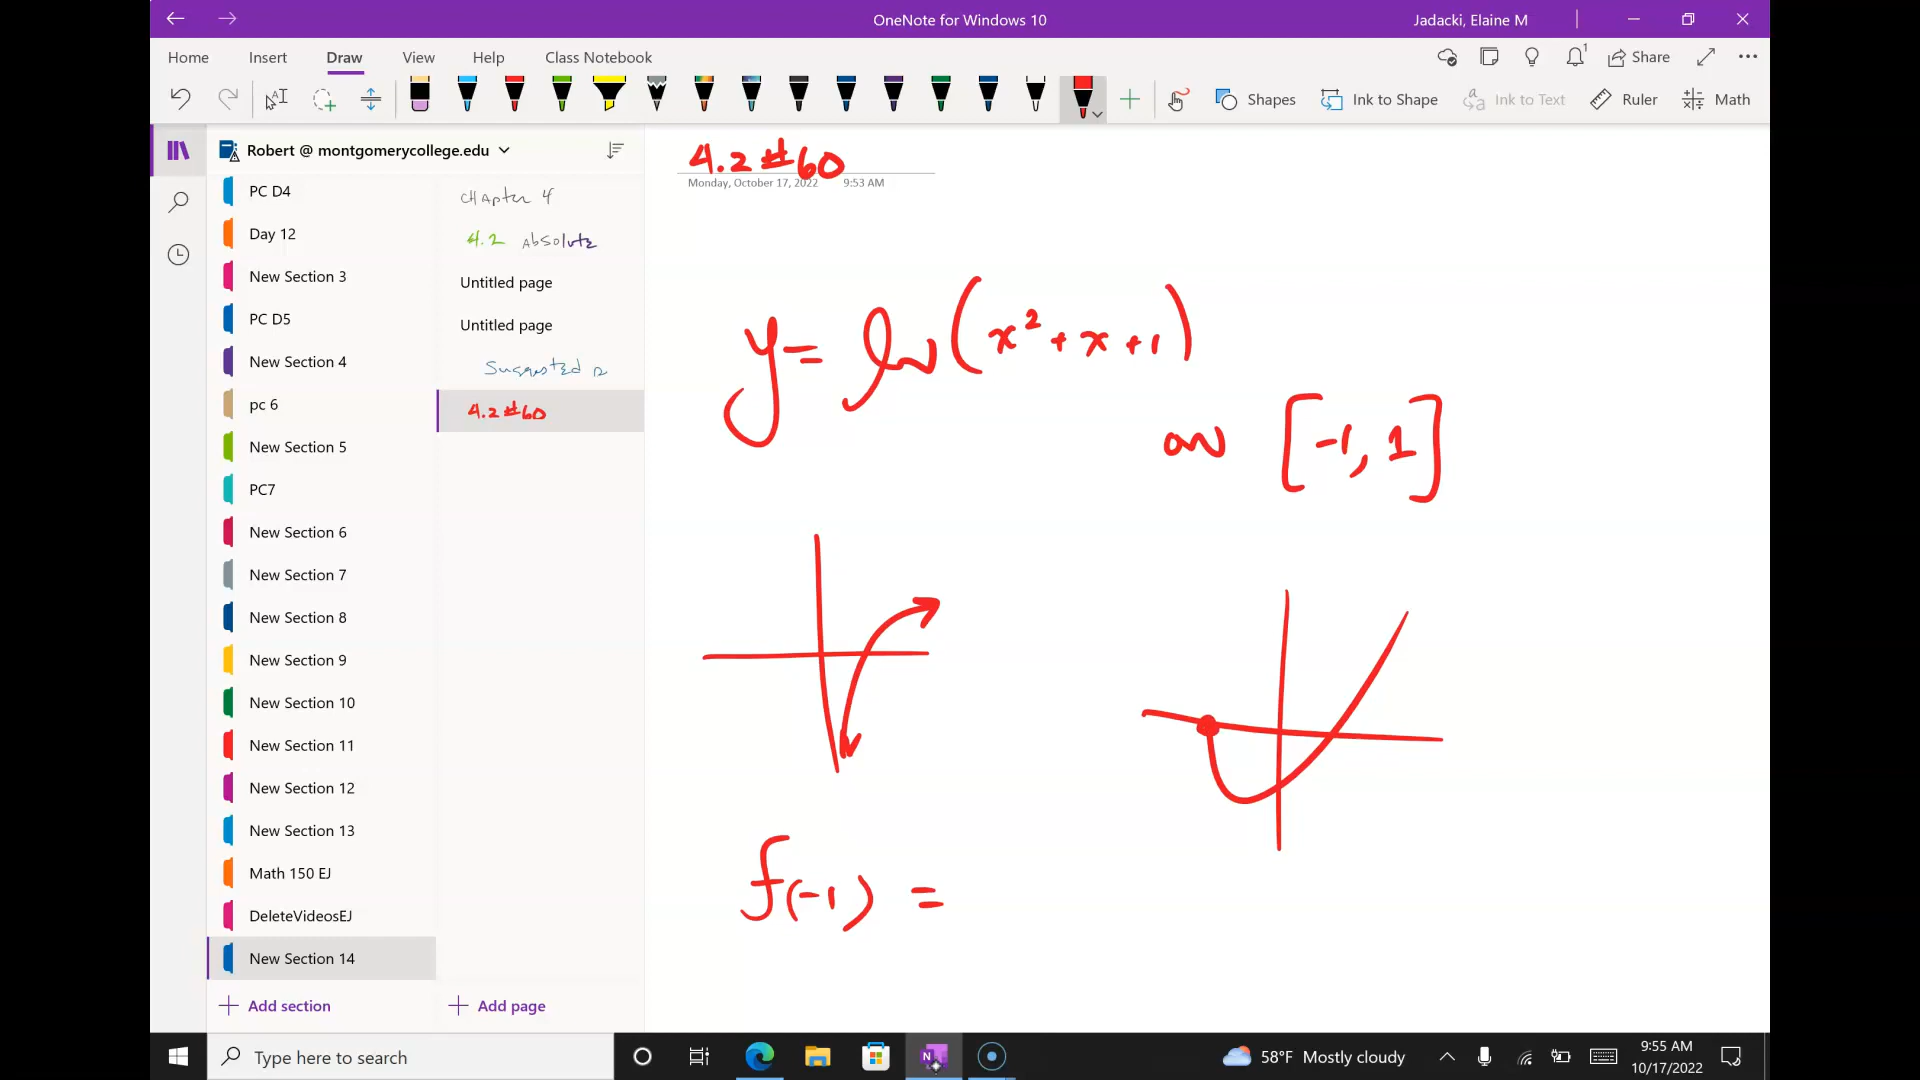 OneNote for Windows 10
Jadacki, Elaine M
Home Insert Draw View Help Class Notebook
1
Share
Shapes Ink to Shape Ink to Text Ruler Math
Robert @ montgomerycollege.edu
PC D4
Day 12
New Section 3
PC D5
New Section 4
pc 6
New Section 5
PC7
New Section 6
New Section 7
New Section 8
New Section 9
New Section 10
New Section 11
New Section 12
New Section 13
Math 150 EJ
DeleteVideosEJ
New Section 14
Add section
CHApter 4
4.2 Absolute
Untitled page
Untitled page
Suggested
4.2 #60
Add page
4.2 #60
Monday, October 17, 2022 9:53 AM
y = ln(x² + x + 1)
on [-1, 1]
f(-1) =
Type here to search
58°F Mostly cloudy
9:55 AM
10/17/2022